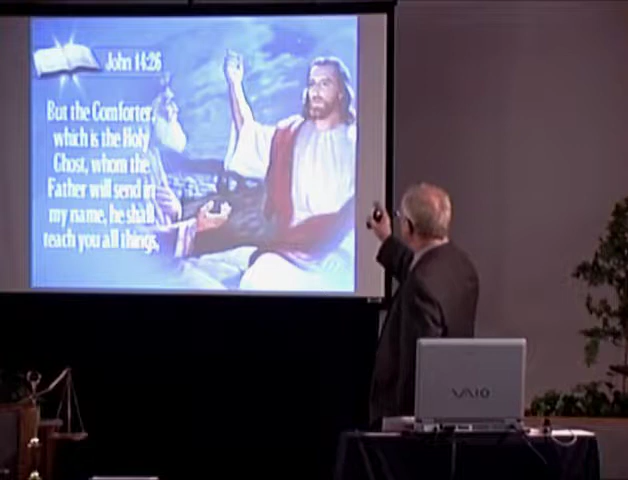 John 14:26
But the Comforter,
which is the Holy
Ghost, whom the
Father will send in
my name, he shall
teach you all things,
VAIO